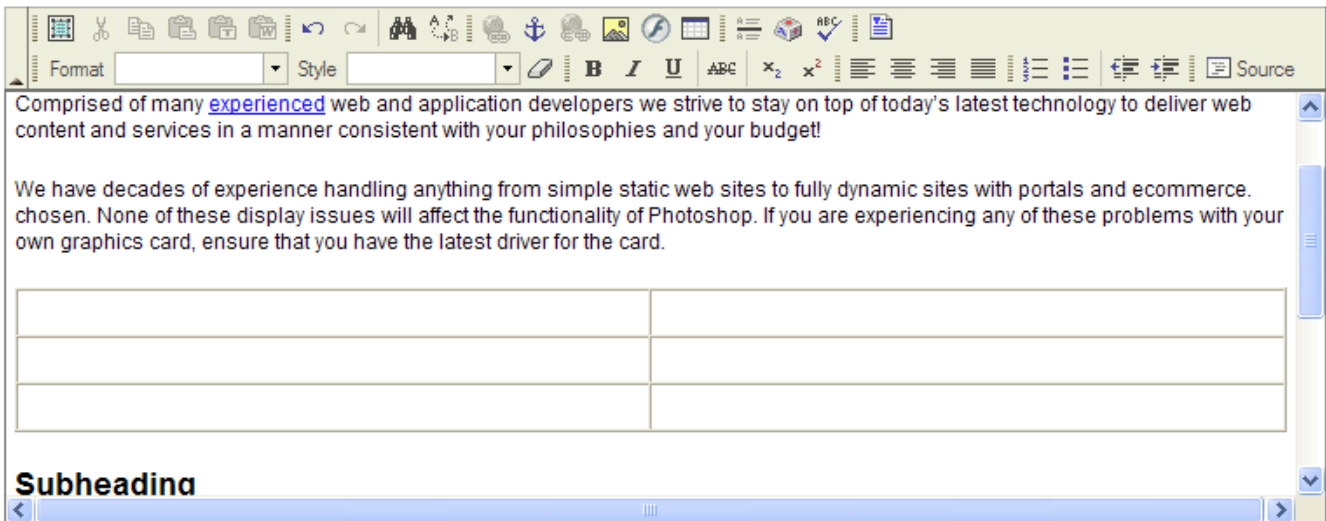 Format Style B I U ABC x₂ x² Source
Comprised of many experienced web and application developers we strive to stay on top of today's latest technology to deliver web
content and services in a manner consistent with your philosophies and your budget!
We have decades of experience handling anything from simple static web sites to fully dynamic sites with portals and ecommerce.
chosen. None of these display issues will affect the functionality of Photoshop. If you are experiencing any of these problems with your
own graphics card, ensure that you have the latest driver for the card.
Subheading